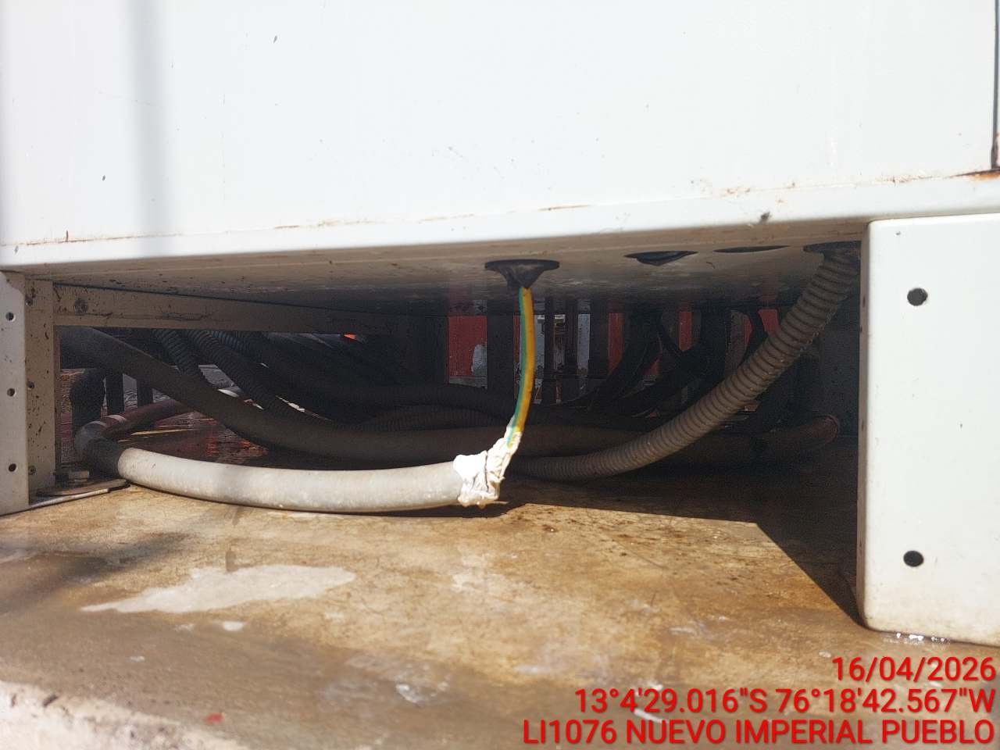 16/04/2026
13°4'29.016"S 76°18'42.567"W
LI1076 NUEVO IMPERIAL PUEBLO